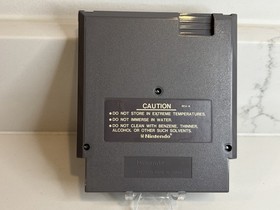 CAUTION
•DO NOT STORE IN EXTREME TEMPERATURES.
•DO NOT IMMERSE IN WATER.
•DO NOT CLEAN WITH BENZENE, THINNER,
ALCOHOL OR OTHER SUCH SOLVENTS.
Nintendo®